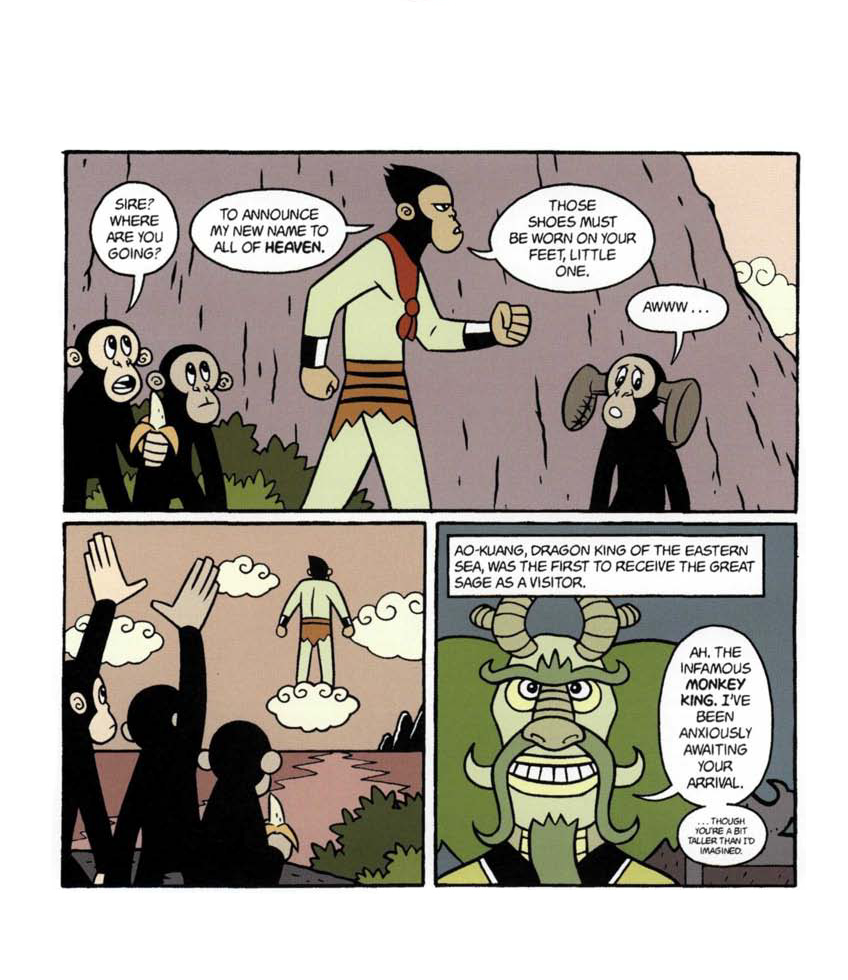 SIRE?
WHERE
ARE YOU
GOING?
TO ANNOUNCE
MY NEW NAME TO
ALL OF HEAVEN.
THOSE
SHOES MUST
BE WORN ON YOUR
FEET, LITTLE
ONE.
AWWW . . .
AO-KUANG, DRAGON KING OF THE EASTERN
SEA, WAS THE FIRST TO RECEIVE THE GREAT
SAGE AS A VISITOR.
AH. THE
INFAMOUS
MONKEY
KING. I'VE
BEEN
ANXIOUSLY
AWAITING
YOUR
ARRIVAL.
. . . THOUGH
YOU'RE A BIT
TALLER THAN I'D
IMAGINED.